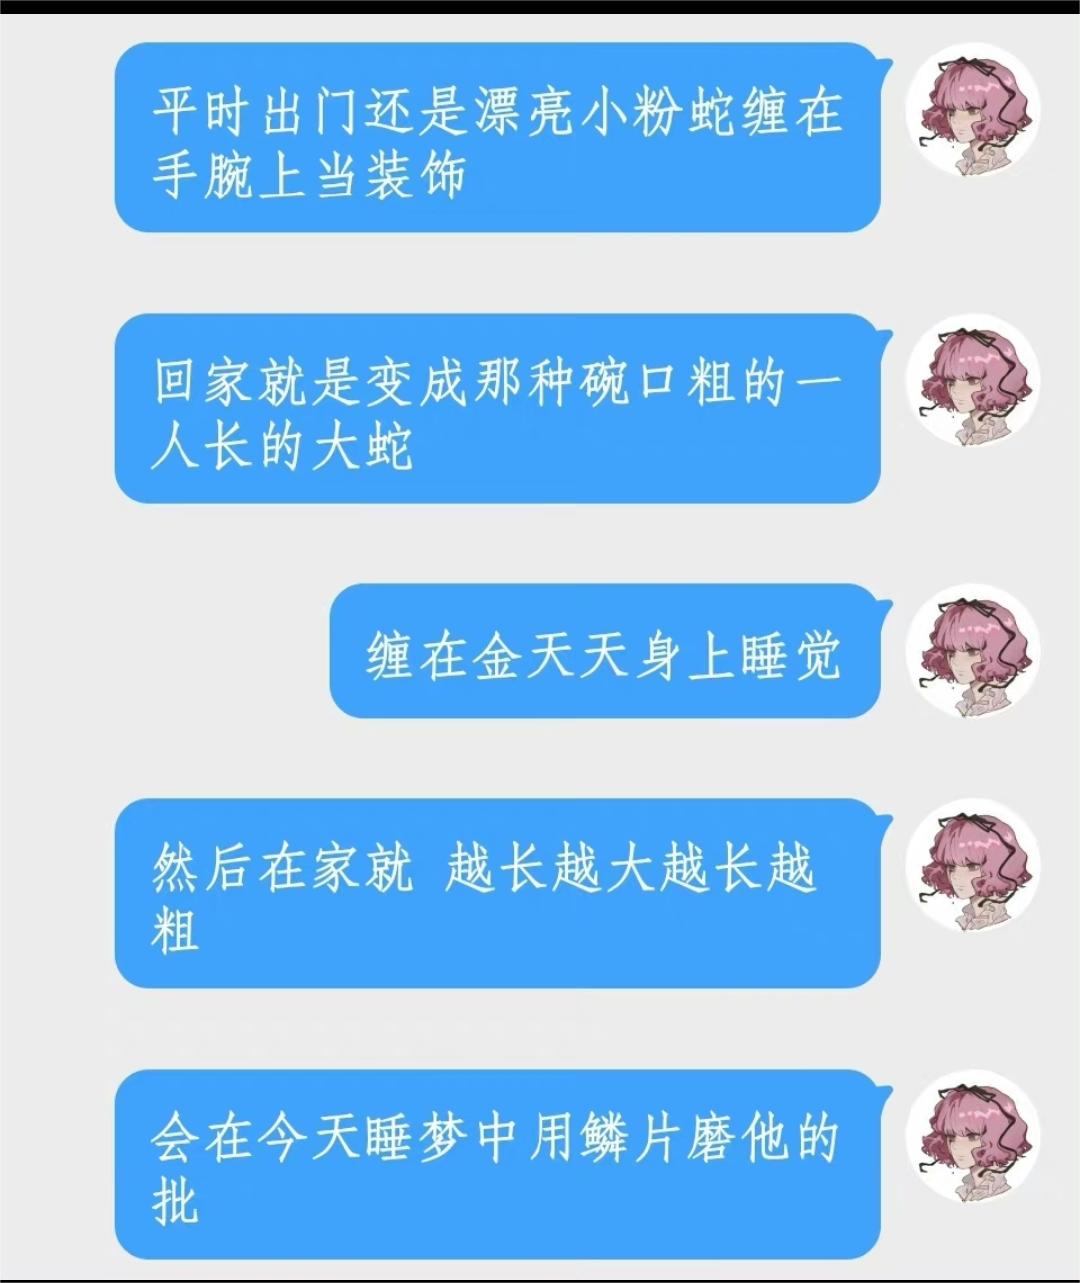 平时出门还是漂亮小粉蛇缠在
手腕上当装饰
回家就是变成那种碗口粗的一
人长的大蛇
缠在金天天身上睡觉
然后在家就 越长越大越长越
粗
会在今天睡梦中用鳞片磨他的
批